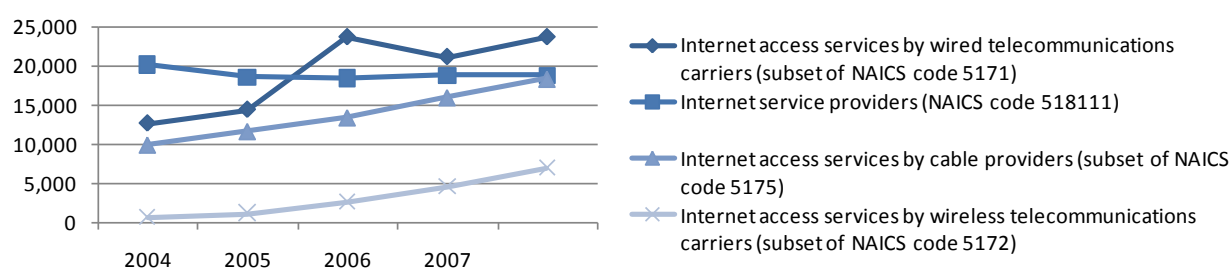 25,000
20,000
15,000
10,000
5,000
0
2004 2005 2006 2007
Internet access services by wired telecommunications
carriers (subset of NAICS code 5171)
Internet service providers (NAICS code 518111)
Internet access services by cable providers (subset of NAICS
code 5175)
Internet access services by wireless telecommunications
carriers (subset of NAICS code 5172)